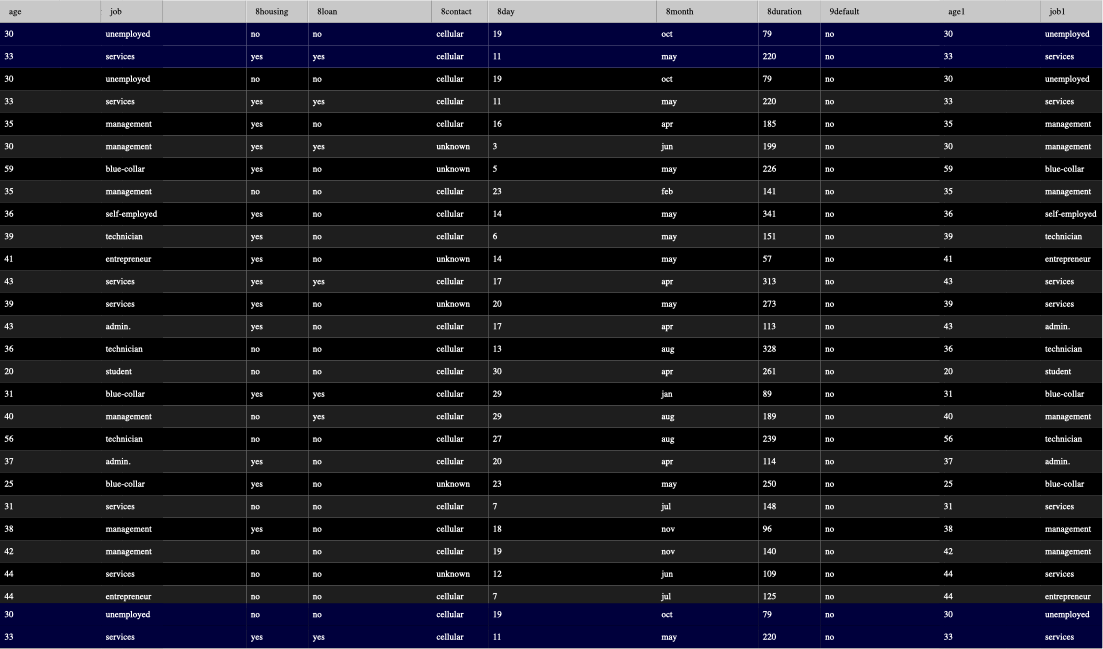 age job 8housing 8loan 8contact 8day 8month 8duration 9default age1 job1
30 unemployed no no cellular 19 oct 79 no 30 unemployed
33 services yes yes cellular 11 may 220 no 33 services
30 unemployed no no cellular 19 oct 79 no 30 unemployed
33 services yes yes cellular 11 may 220 no 33 services
35 management yes no cellular 16 apr 185 no 35 management
30 management yes yes unknown 3 jun 199 no 30 management
59 blue-collar yes no unknown 5 may 226 no 59 blue-collar
35 management no no cellular 23 feb 141 no 35 management
36 self-employed yes no cellular 14 may 341 no 36 self-employed
39 technician yes no cellular 6 may 151 no 39 technician
41 entrepreneur yes no unknown 14 may 57 no 41 entrepreneur
43 services yes yes cellular 17 apr 313 no 43 services
39 services yes no unknown 20 may 273 no 39 services
43 admin. yes no cellular 17 apr 113 no 43 admin.
36 technician no no cellular 13 aug 328 no 36 technician
20 student no no cellular 30 apr 261 no 20 student
31 blue-collar yes yes cellular 29 jan 89 no 31 blue-collar
40 management no yes cellular 29 aug 189 no 40 management
56 technician no no cellular 27 aug 239 no 56 technician
37 admin. yes no cellular 20 apr 114 no 37 admin.
25 blue-collar yes no unknown 23 may 250 no 25 blue-collar
31 services no no cellular 7 jul 148 no 31 services
38 management yes no cellular 18 nov 96 no 38 management
42 management no no cellular 19 nov 140 no 42 management
44 services no no unknown 12 jun 109 no 44 services
44 entrepreneur no no cellular 7 jul 125 no 44 entrepreneur
30 unemployed no no cellular 19 oct 79 no 30 unemployed
33 services yes yes cellular 11 may 220 no 33 services